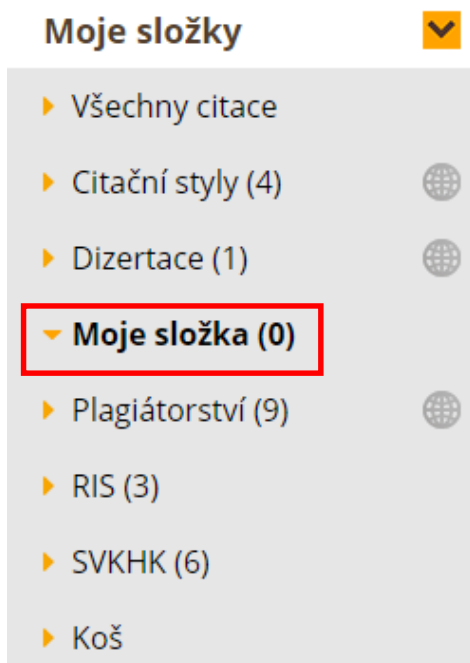 Moje složky
Všechny citace
Citační styly (4)
Dizertace (1)
Moje složka (0)
Plagiátorství (9)
RIS (3)
SVKHK (6)
Koš